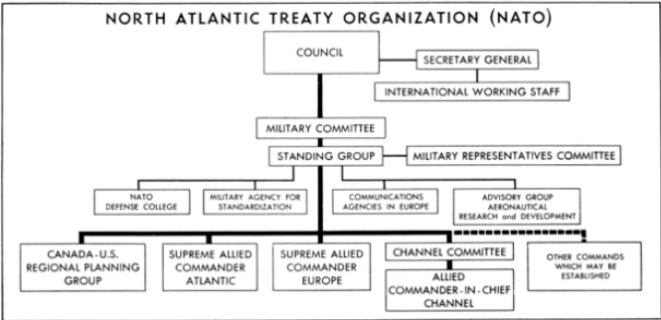 NORTH ATLANTIC TREATY ORGANIZATION (NATO)
COUNCIL
SECRETARY GENERAL
INTERNATIONAL WORKING STAFF
MILITARY COMMITTEE
STANDING GROUP
MILITARY REPRESENTATIVES COMMITTEE
NATO
DEFENSE COLLEGE
MILITARY AGENCY FOR
STANDARDIZATION
COMMUNICATIONS
AGENCIES IN EUROPE
ADVISORY GROUP
AERONAUTICAL
RESEARCH and DEVELOPMENT
CANADA-U.S.
REGIONAL PLANNING
GROUP
SUPREME ALLIED
COMMANDER
ATLANTIC
SUPREME ALLIED
COMMANDER
EUROPE
CHANNEL COMMITTEE
ALLIED
COMMANDER-IN-CHIEF
CHANNEL
OTHER COMMANDS
WHICH MAY BE
ESTABLISHED